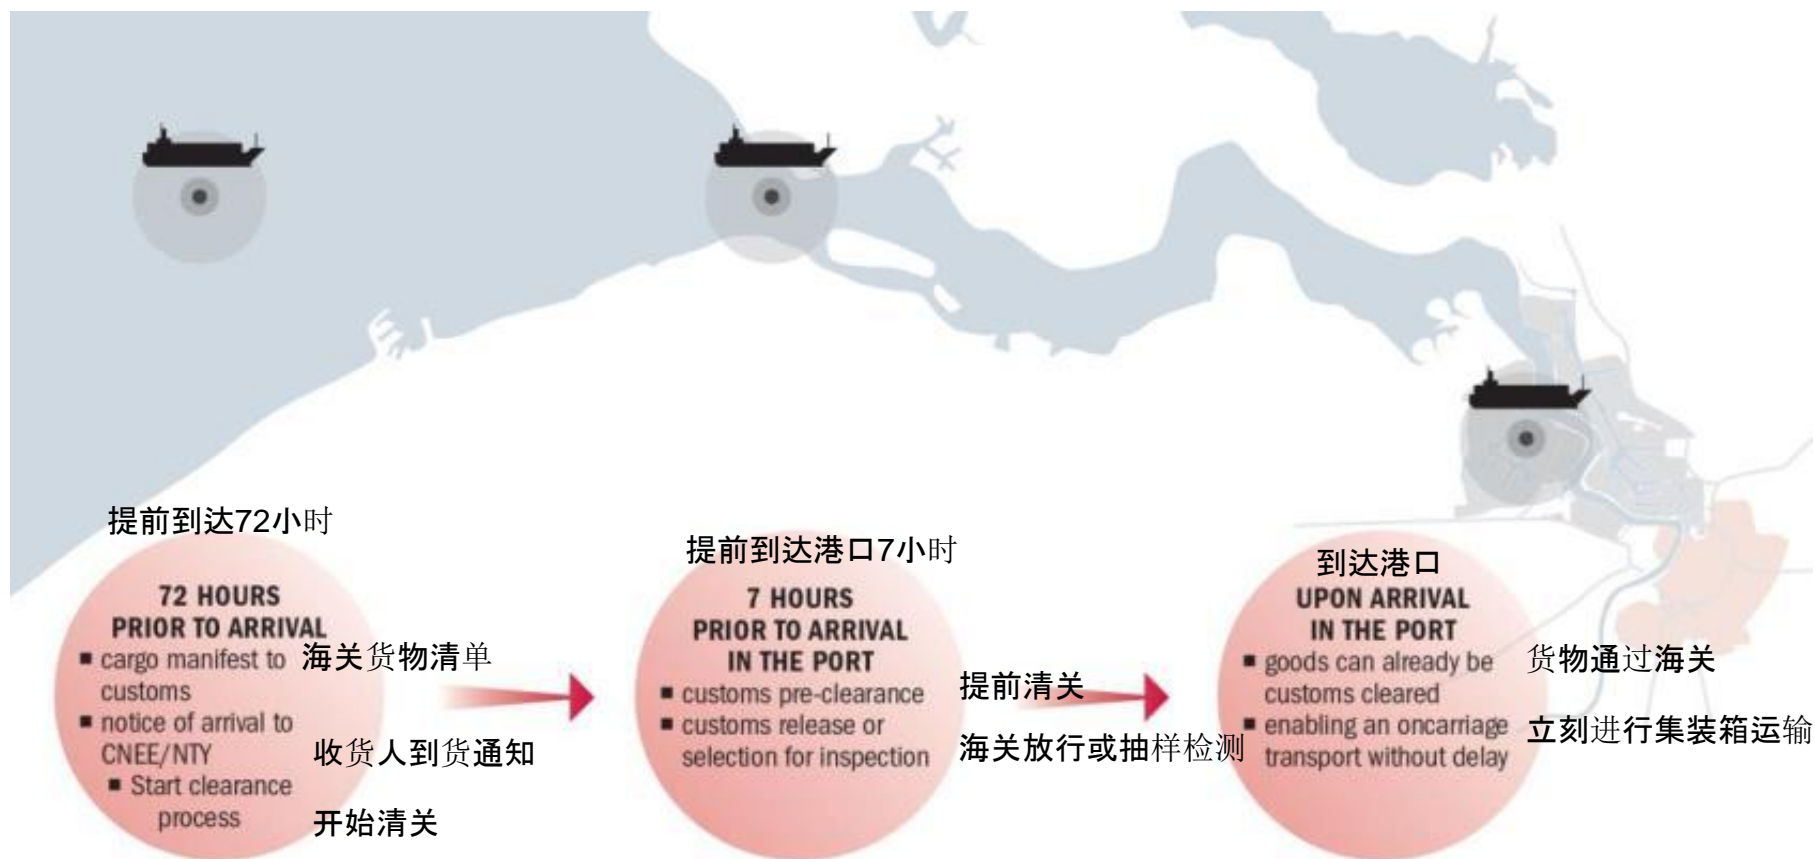 提前到达72小时
72 HOURS
PRIOR TO ARRIVAL
■ cargo manifest to
customs
海关货物清单
■ notice of arrival to
CNEE/NTY
收货人到货通知
■ Start clearance
process
开始清关
提前到达港口7小时
7 HOURS
PRIOR TO ARRIVAL
IN THE PORT
■ customs pre-clearance
提前清关
■ customs release or
selection for inspection
海关放行或抽样检测
到达港口
UPON ARRIVAL
IN THE PORT
■ goods can already be
customs cleared
货物通过海关
■ enabling an oncarriage
transport without delay
立刻进行集装箱运输